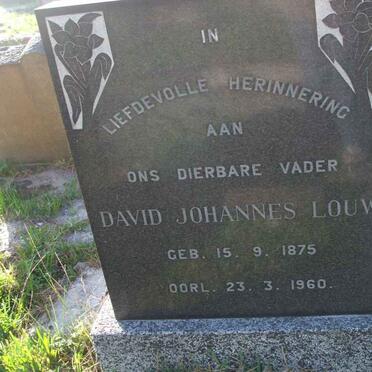 IN
LIEFDEVOLLE HERINNERING
AAN
ONS DIERBARE VADER
DAVID JOHANNES LOUW
GEB. 15. 9. 1875
OORL. 23. 3. 1960.